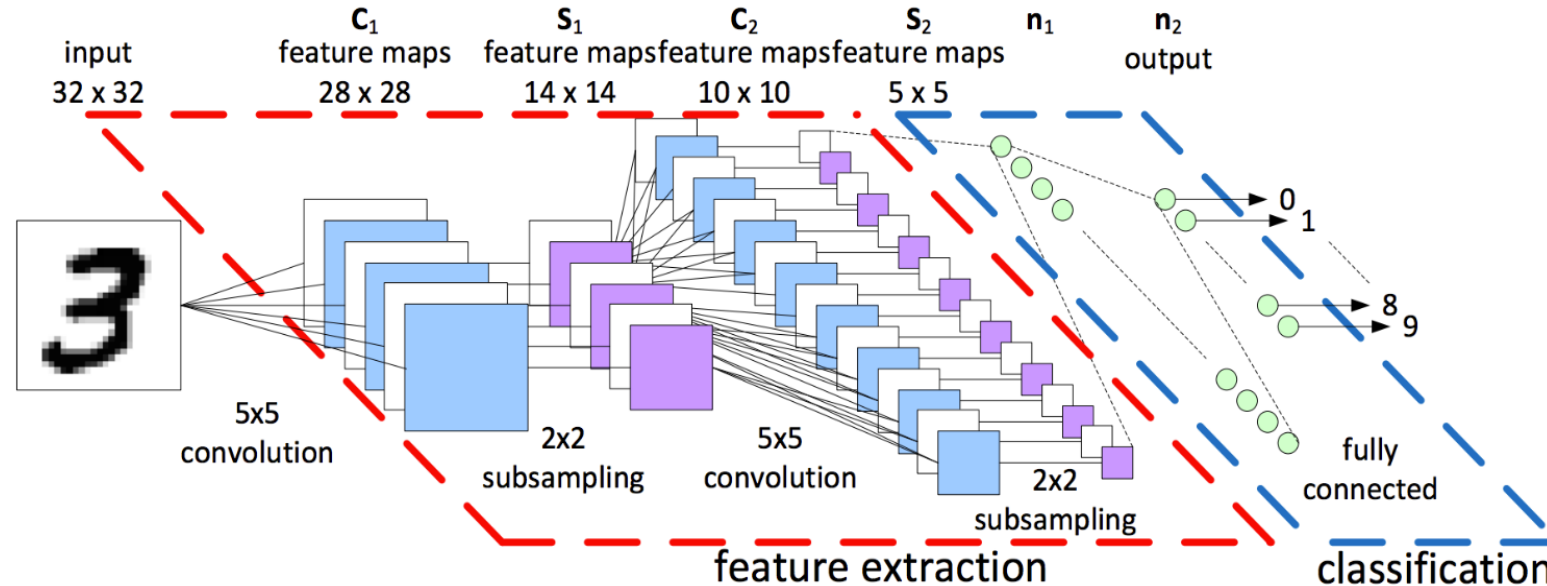 C₁
S₁
C₂
S₂
n₁
n₂
input
feature maps
feature maps
feature maps
feature maps
output
32 x 32
28 x 28
14 x 14
10 x 10
5 x 5
0
1
8
9
5x5
convolution
2x2
subsampling
5x5
convolution
2x2
subsampling
fully
connected
feature extraction
classification